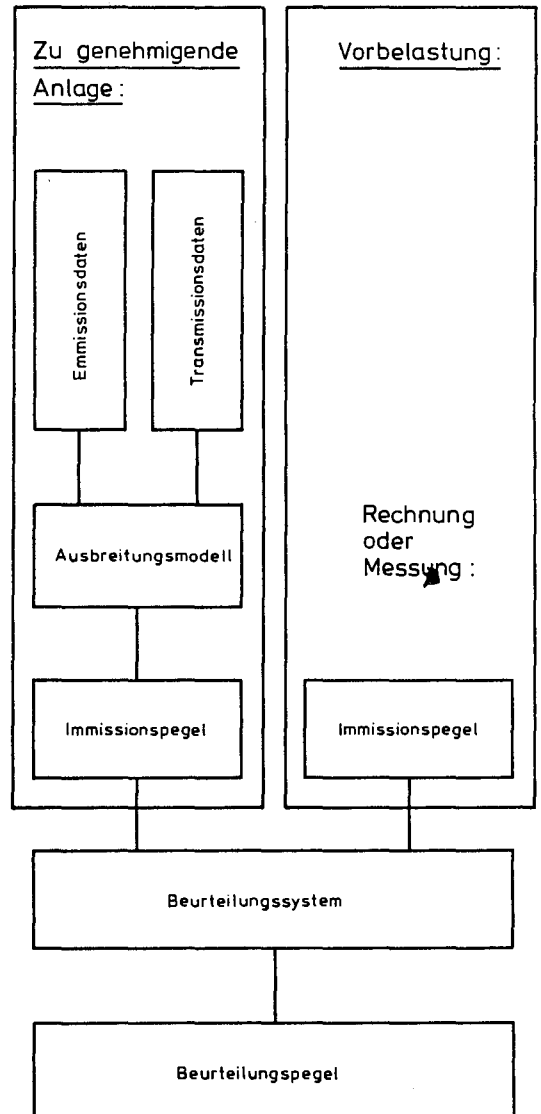 Zu genehmigende
Anlage :
Emmissionsdaten
Transmissionsdaten
Ausbreitungsmodell
Immissionspegel
Vorbelastung :
Rechnung
oder
Messung :
Immissionspegel
Beurteilungssystem
Beurteilungspegel